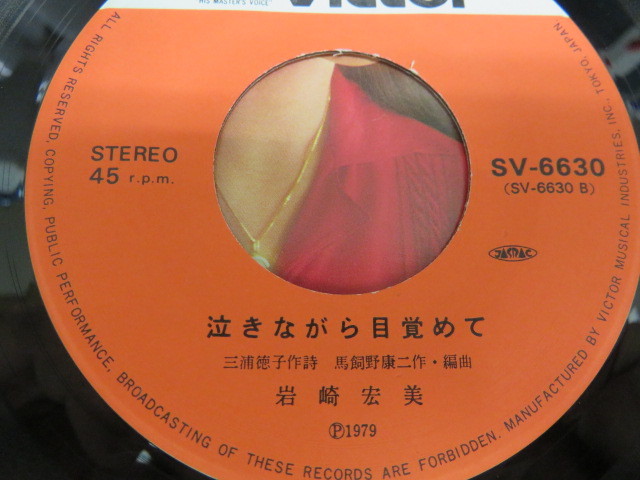 "HIS MASTER'S VOICE"
Victor
STEREO
45 r.p.m.
SV-6630
(SV-6630 B)
JASRAC
泣きながら目覚めて
三浦徳子作詩 馬飼野康二作・編曲
岩崎宏美
Ⓟ1979
ALL RIGHTS RESERVED, COPYING, PUBLIC PERFORMANCE, BROADCASTING OF THESE RECORDS ARE FORBIDDEN. MANUFACTURED BY VICTOR MUSICAL INDUSTRIES, INC. TOKYO, JAPAN